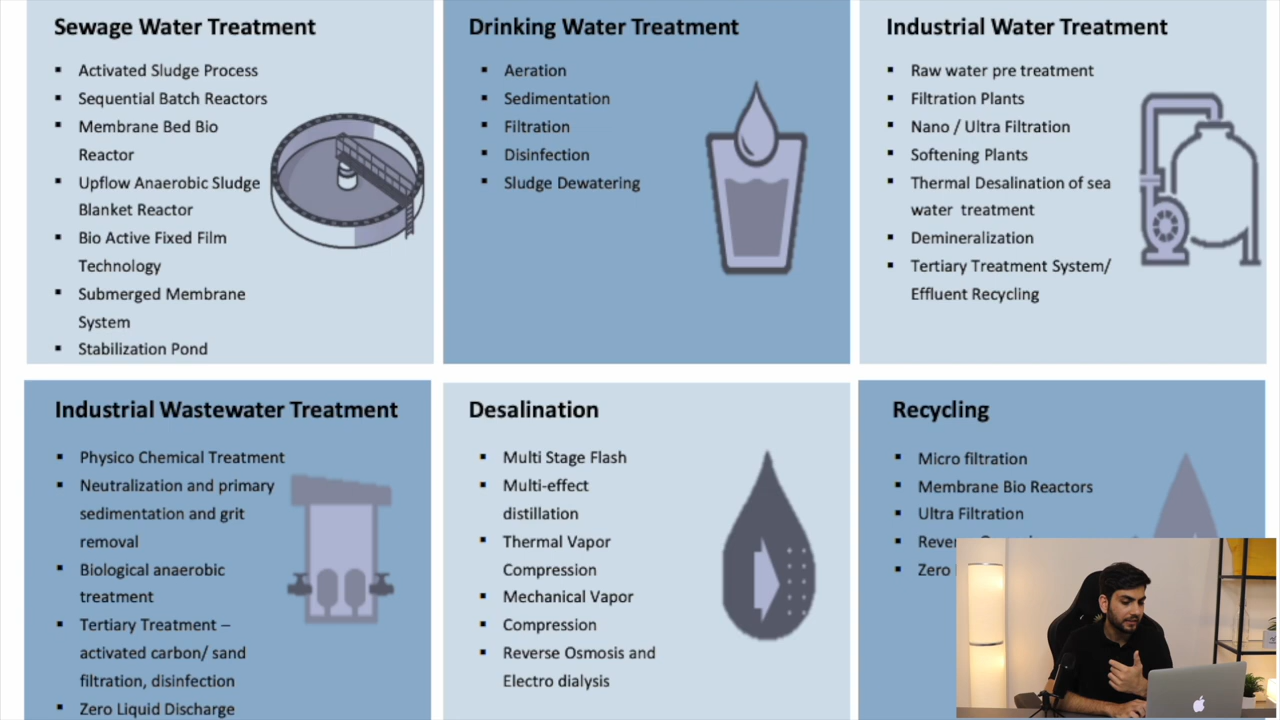 Sewage Water Treatment
Activated Sludge Process
Sequential Batch Reactors
Membrane Bed Bio
Reactor
Upflow Anaerobic Sludge
Blanket Reactor
Bio Active Fixed Film
Technology
Submerged Membrane
System
Stabilization Pond
Drinking Water Treatment
Aeration
Sedimentation
Filtration
Disinfection
Sludge Dewatering
Industrial Water Treatment
Raw water pre treatment
Filtration Plants
Nano / Ultra Filtration
Softening Plants
Thermal Desalination of sea
water treatment
Demineralization
Tertiary Treatment System/
Effluent Recycling
Industrial Wastewater Treatment
Physico Chemical Treatment
Neutralization and primary
sedimentation and grit
removal
Biological anaerobic
treatment
Tertiary Treatment –
activated carbon/ sand
filtration, disinfection
Zero Liquid Discharge
Desalination
Multi Stage Flash
Multi-effect
distillation
Thermal Vapor
Compression
Mechanical Vapor
Compression
Reverse Osmosis and
Electro dialysis
Recycling
Micro filtration
Membrane Bio Reactors
Ultra Filtration
Zero